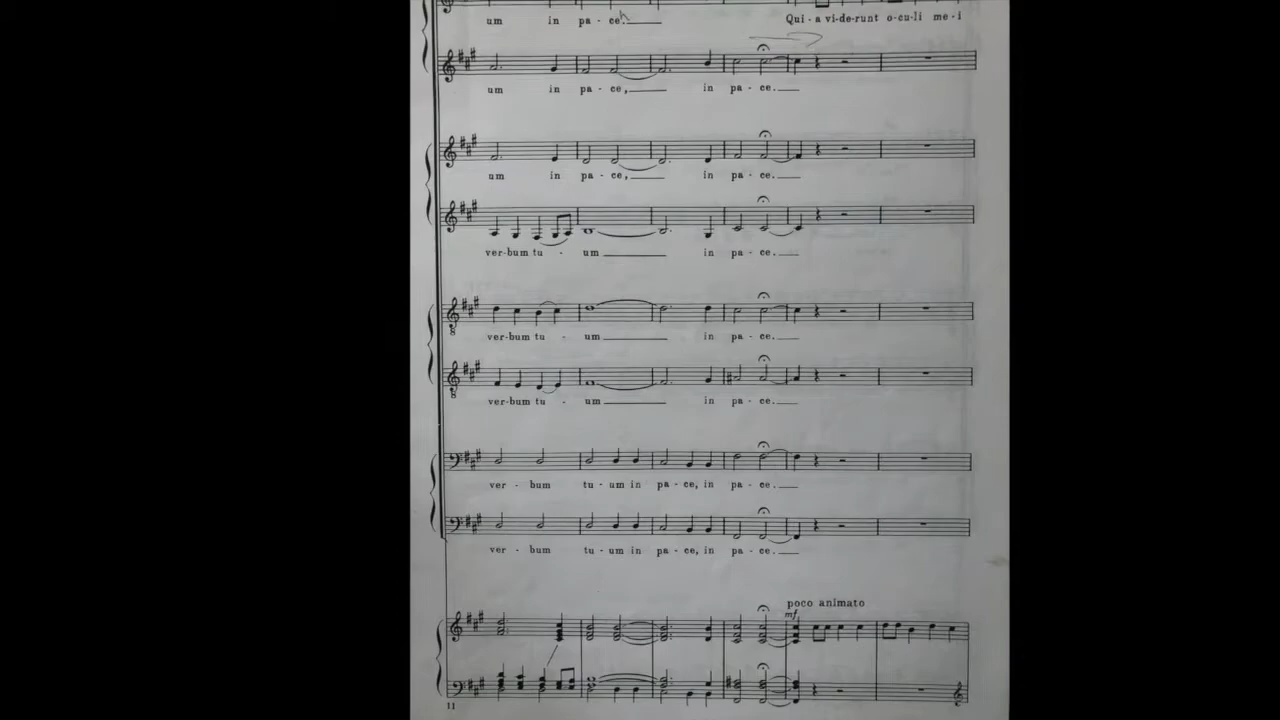 um in pa - ce. Qui - a vi-de-runt o-cu-li me - i
um in pa - ce, in pa - ce.
um in pa - ce, in pa - ce.
ver-bum tu - um in pa - ce.
ver-bum tu - um in pa - ce.
ver-bum tu - um in pa - ce.
ver - bum tu - um in pa - ce, in pa - ce.
ver - bum tu - um in pa - ce, in pa - ce.
poco animato
mf
11